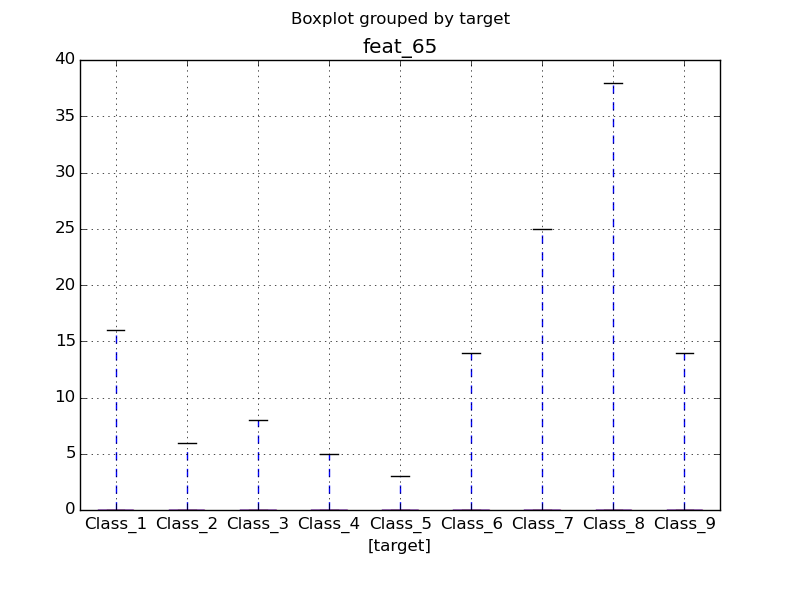 Boxplot grouped by target
feat_65
40
35
30
25
20
15
10
5
0
Class_1 Class_2 Class_3 Class_4 Class_5 Class_6 Class_7 Class_8 Class_9
[target]